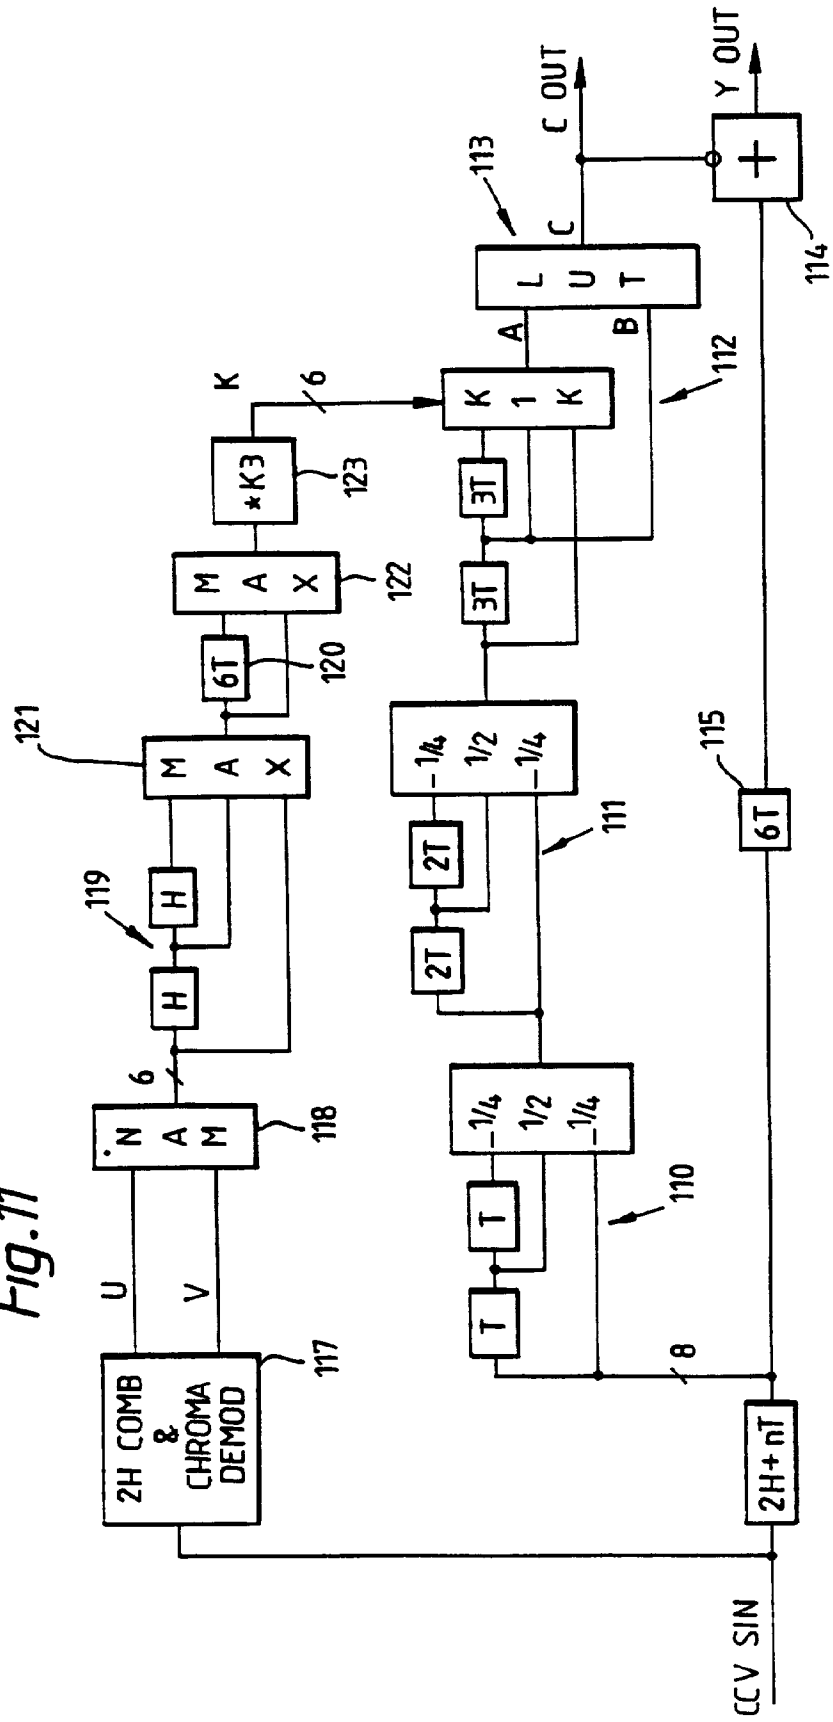 Fig.11
2H COMB
&
CHROMA
DEMOD
117
U
V
N
A
M
118
6
H
H
119
M
A
X
121
6T
120
M
A
X
122
*K3
123
K
6
CCV SIN
2H+nT
8
T
T
110
-1/4
1/2
-1/4
2T
2T
111
-1/4
1/2
-1/4
3T
3T
K
1
K
112
A
B
L
U
T
113
C
C OUT
6T
115
+
114
Y OUT